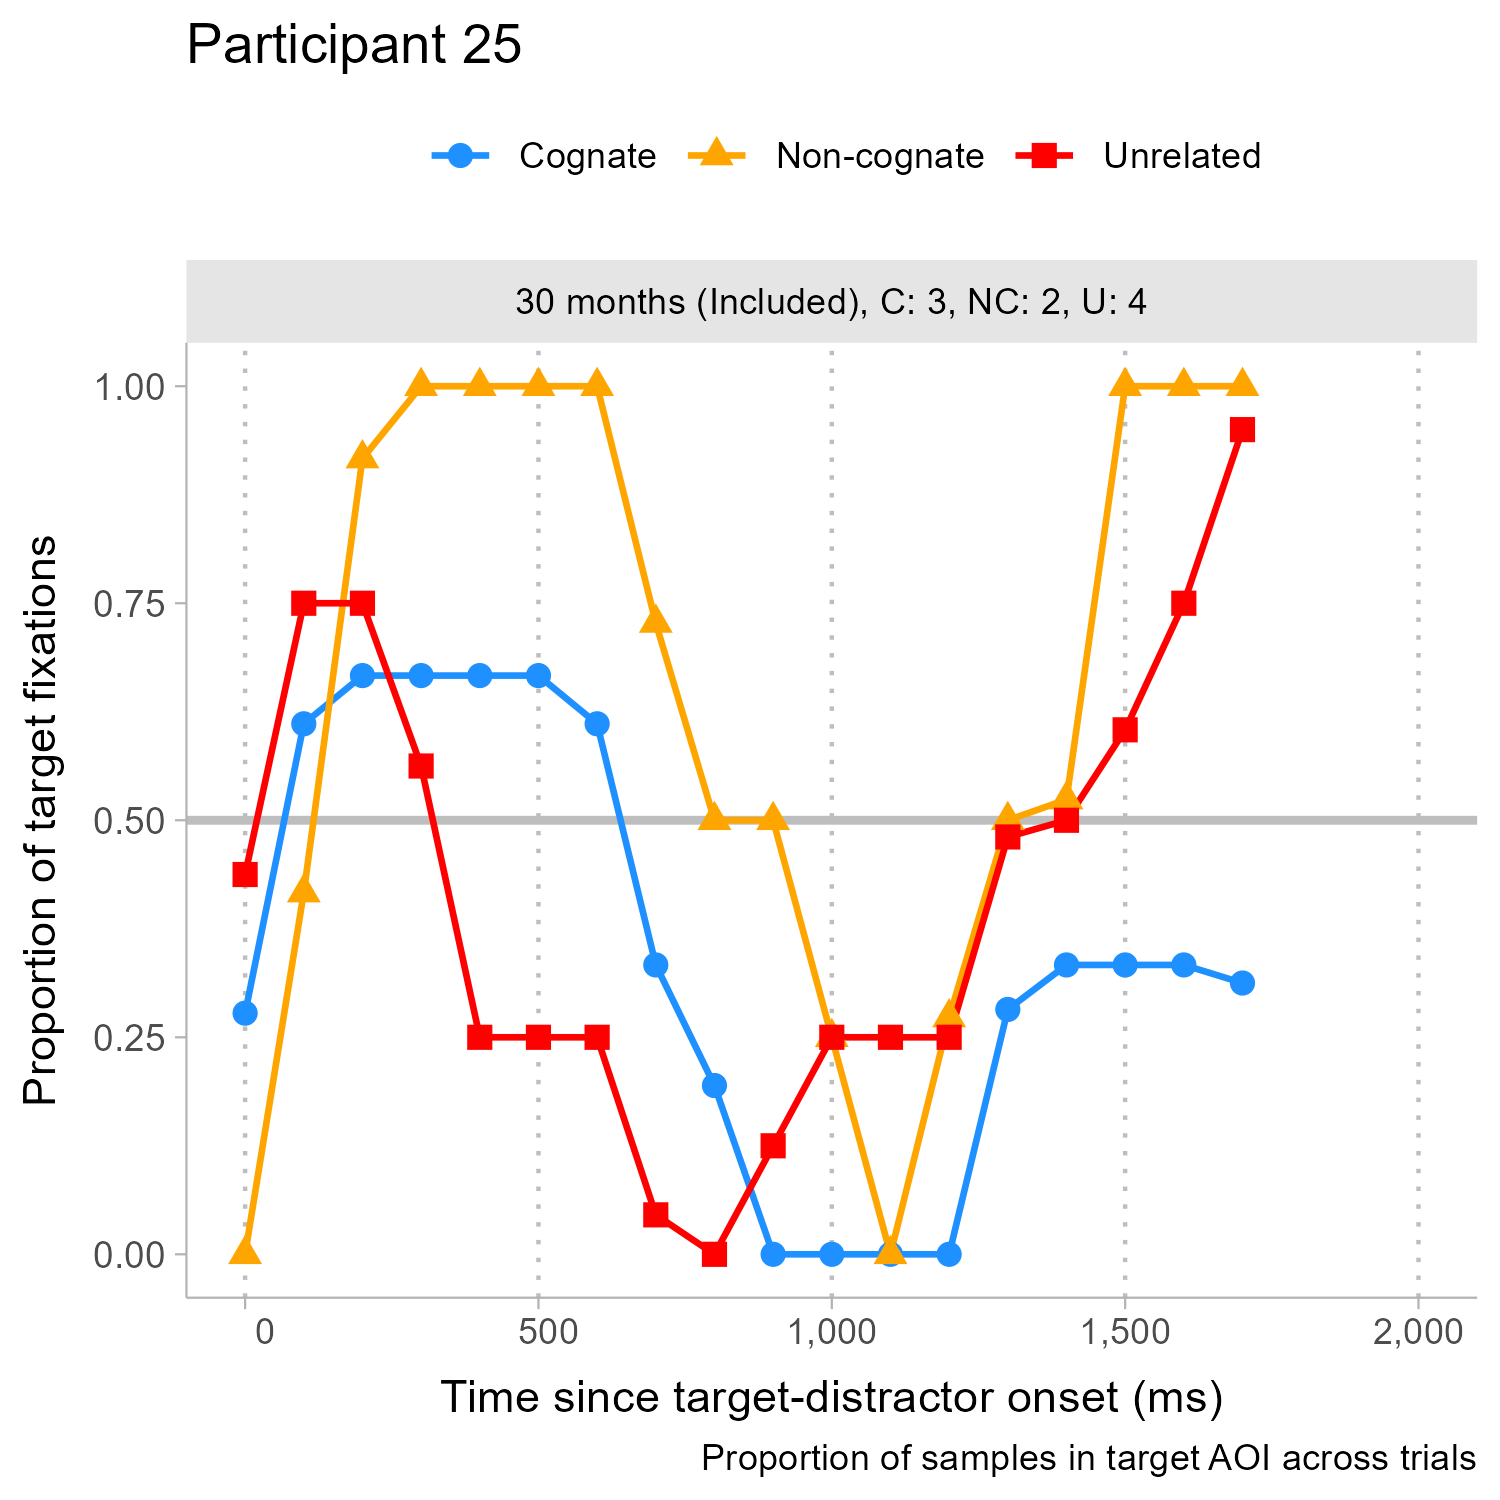 Participant 25
Cognate Non-cognate Unrelated
30 months (Included), C: 3, NC: 2, U: 4
Proportion of target fixations
1.00
0.75
0.50
0.25
0.00
0 500 1,000 1,500 2,000
Time since target-distractor onset (ms)
Proportion of samples in target AOI across trials